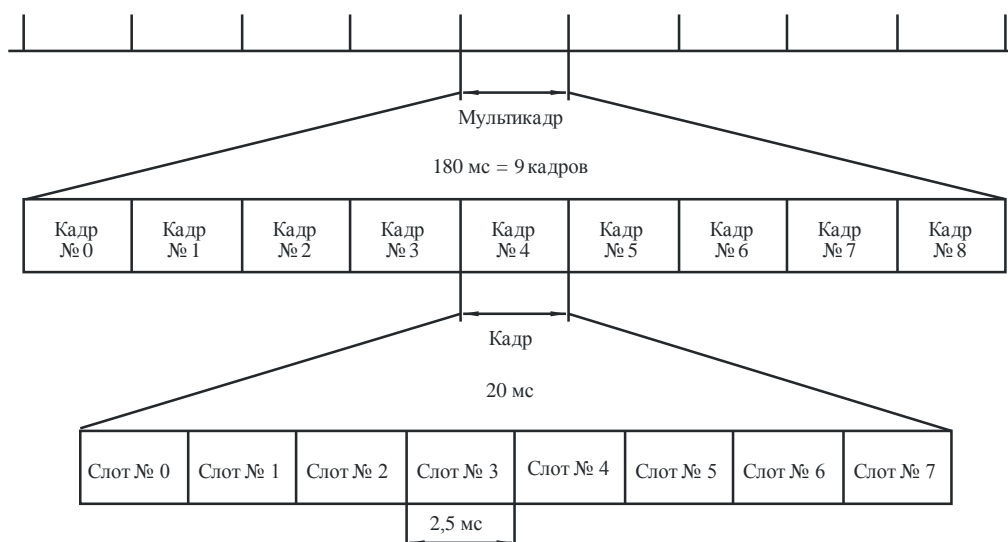 Мультикадр
180 мс = 9 кадров
Кадр Кадр Кадр Кадр Кадр Кадр Кадр Кадр Кадр
№ 0 № 1 № 2 № 3 № 4 № 5 № 6 № 7 № 8
Кадр
20 мс
Слот № 0 Слот № 1 Слот № 2 Слот № 3 Слот № 4 Слот № 5 Слот № 6 Слот № 7
2,5 мс